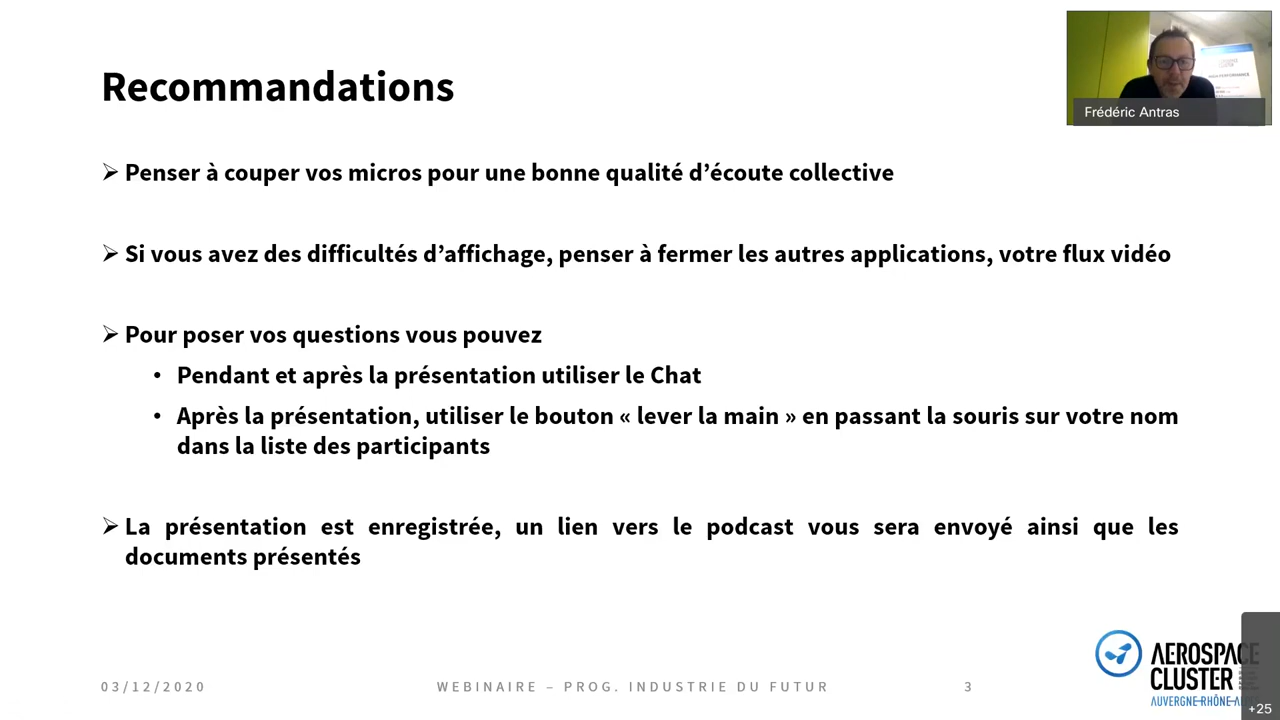 Recommandations
Frédéric Antras
➢ Penser à couper vos micros pour une bonne qualité d’écoute collective
➢ Si vous avez des difficultés d’affichage, penser à fermer les autres applications, votre flux vidéo
➢ Pour poser vos questions vous pouvez
• Pendant et après la présentation utiliser le Chat
• Après la présentation, utiliser le bouton « lever la main » en passant la souris sur votre nom
dans la liste des participants
➢ La présentation est enregistrée, un lien vers le podcast vous sera envoyé ainsi que les
documents présentés
03/12/2020
WEBINAIRE – PROG. INDUSTRIE DU FUTUR
3
AEROSPACE
CLUSTER
AUVERGNE-RHÔNE-ALPES
+25